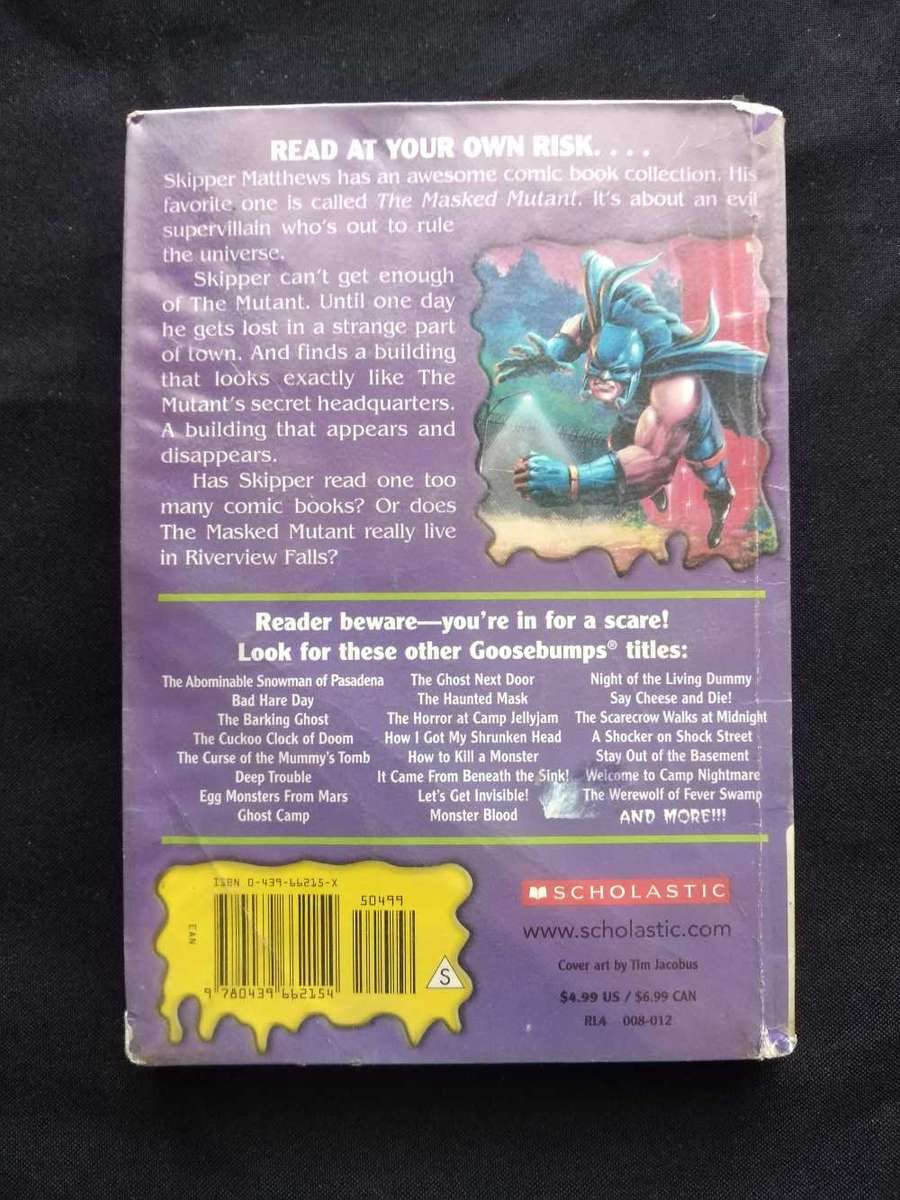 READ AT YOUR OWN RISK. . . .
Skipper Matthews has an awesome comic book collection. His
favorite one is called The Masked Mutant. It's about an evil
supervillain who's out to rule
the universe.
Skipper can't get enough
of The Mutant. Until one day
he gets lost in a strange part
of town. And finds a building
that looks exactly like The
Mutant's secret headquarters.
A building that appears and
disappears.
Has Skipper read one too
many comic books? Or does
The Masked Mutant really live
in Riverview Falls?
Reader beware—you're in for a scare!
Look for these other Goosebumps® titles:
The Abominable Snowman of Pasadena
Bad Hare Day
The Barking Ghost
The Cuckoo Clock of Doom
The Curse of the Mummy's Tomb
Deep Trouble
Egg Monsters From Mars
Ghost Camp
The Ghost Next Door
The Haunted Mask
The Horror at Camp Jellyjam
How I Got My Shrunken Head
How to Kill a Monster
It Came From Beneath the Sink!
Let's Get Invisible!
Monster Blood
Night of the Living Dummy
Say Cheese and Die!
The Scarecrow Walks at Midnight
A Shocker on Shock Street
Stay Out of the Basement
Welcome to Camp Nightmare
The Werewolf of Fever Swamp
AND MORE!!!
ISBN 0-439-66215-X
50499
EAN
9 780439 662154
S
SCHOLASTIC
www.scholastic.com
Cover art by Tim Jacobus
$4.99 US / $6.99 CAN
RL4 008-012